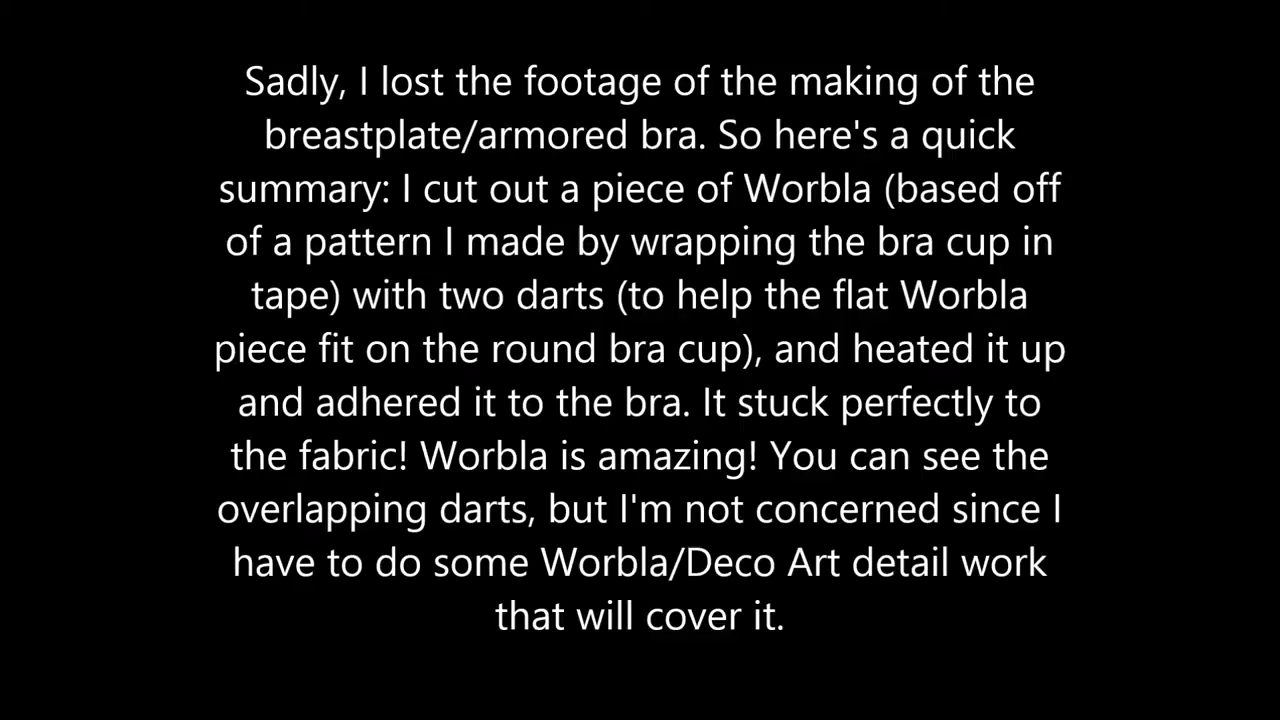 Sadly, I lost the footage of the making of the
breastplate/armored bra. So here's a quick
summary: I cut out a piece of Worbla (based off
of a pattern I made by wrapping the bra cup in
tape) with two darts (to help the flat Worbla
piece fit on the round bra cup), and heated it up
and adhered it to the bra. It stuck perfectly to
the fabric! Worbla is amazing! You can see the
overlapping darts, but I'm not concerned since I
have to do some Worbla/Deco Art detail work
that will cover it.